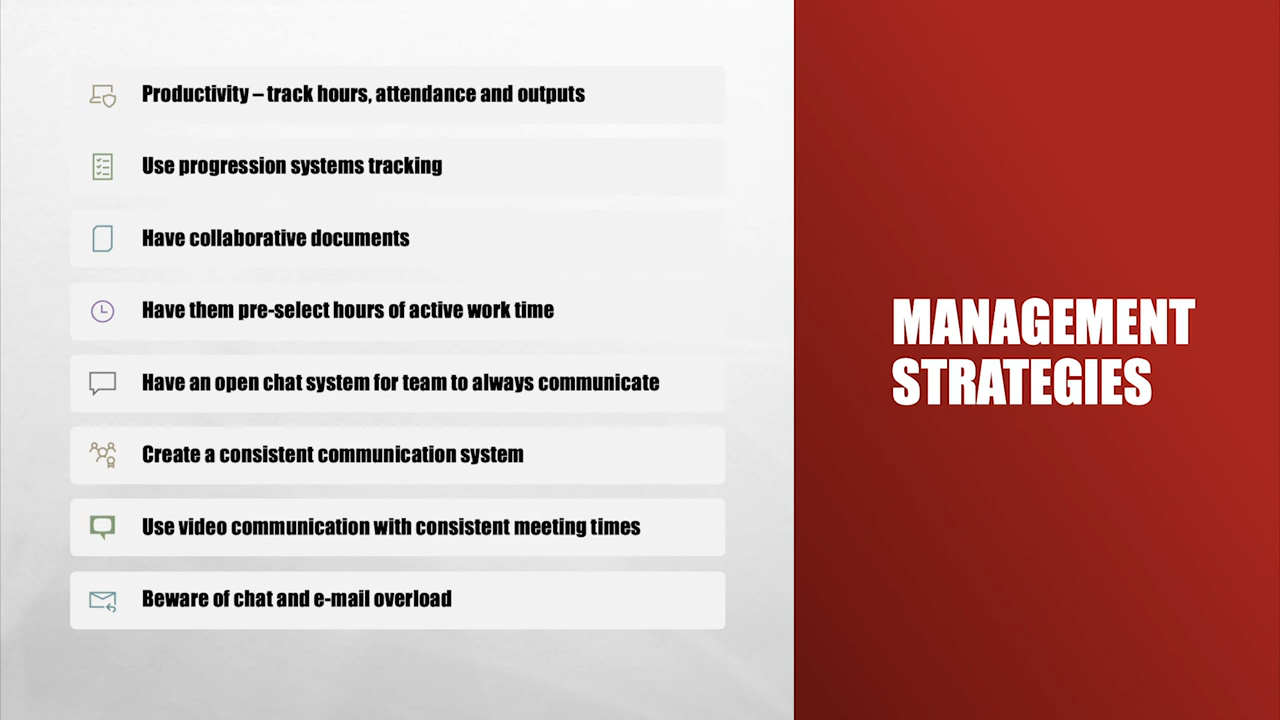 Productivity – track hours, attendance and outputs
Use progression systems tracking
Have collaborative documents
Have them pre-select hours of active work time
Have an open chat system for team to always communicate
Create a consistent communication system
Use video communication with consistent meeting times
Beware of chat and e-mail overload
MANAGEMENT
STRATEGIES